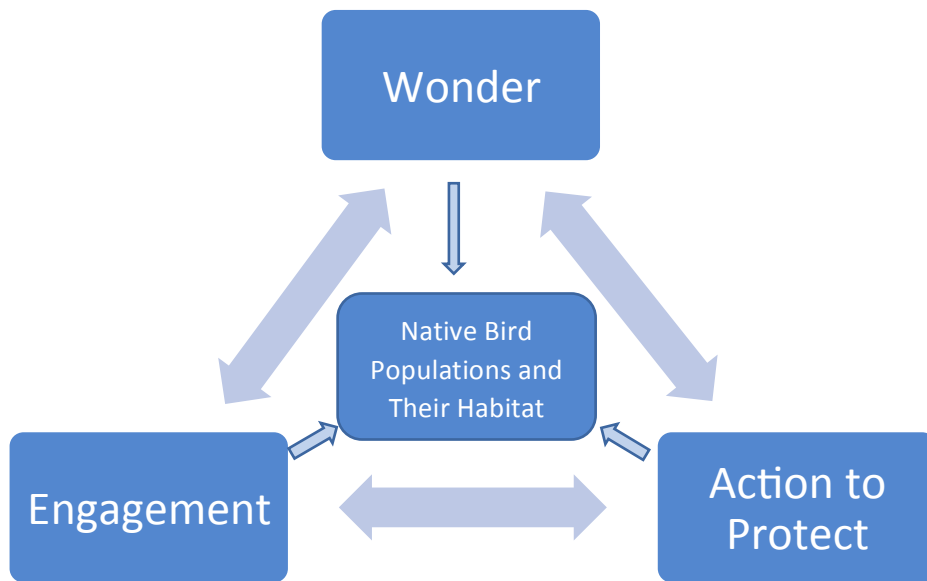 Wonder
Native Bird
Populations and
Their Habitat
Engagement
Action to
Protect